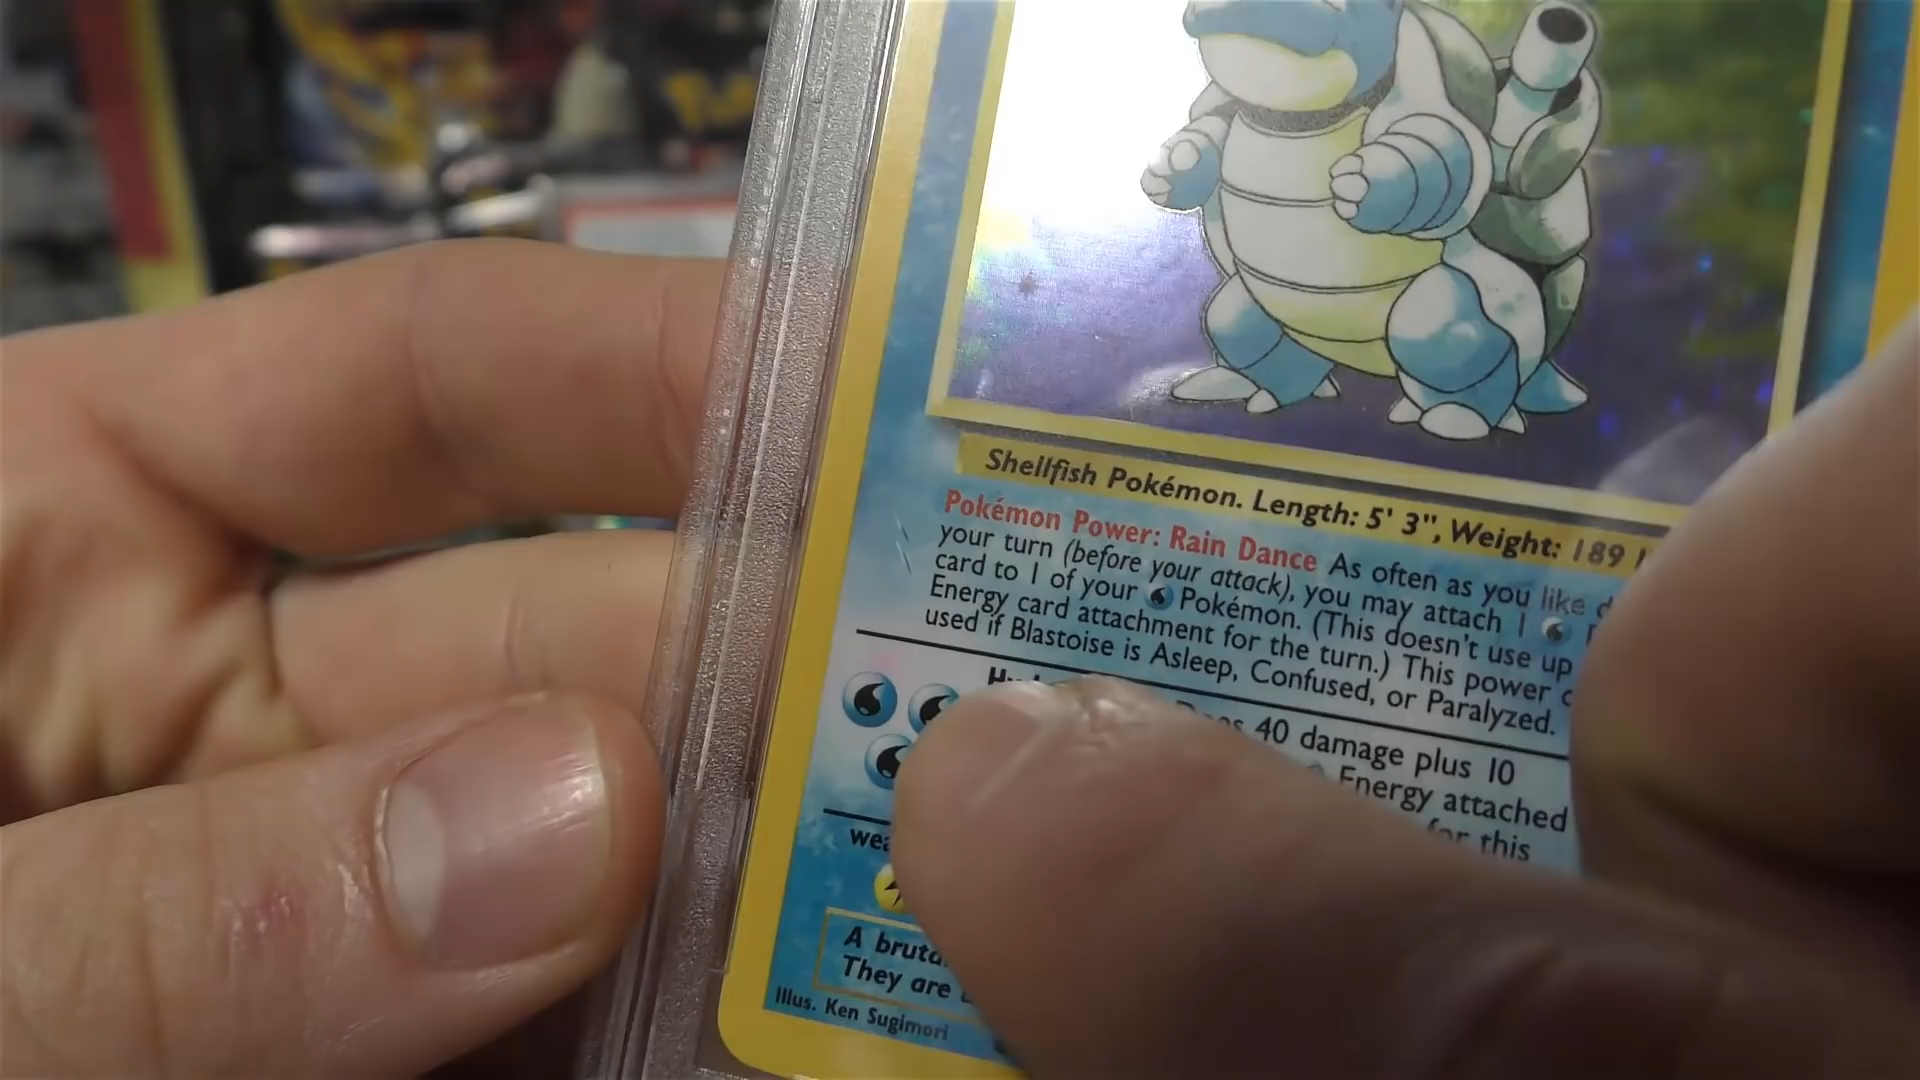 Shellfish Pokémon. Length: 5' 3", Weight: 189
Pokémon Power: Rain Dance As often as you like
your turn (before your attack), you may attach 1
card to 1 of your Pokémon. (This doesn't use up
Energy card attachment for the turn.) This power
used if Blastoise is Asleep, Confused, or Paralyzed.
40 damage plus 10
Energy attached
for this
A
They are
Illus. Ken Sugimori